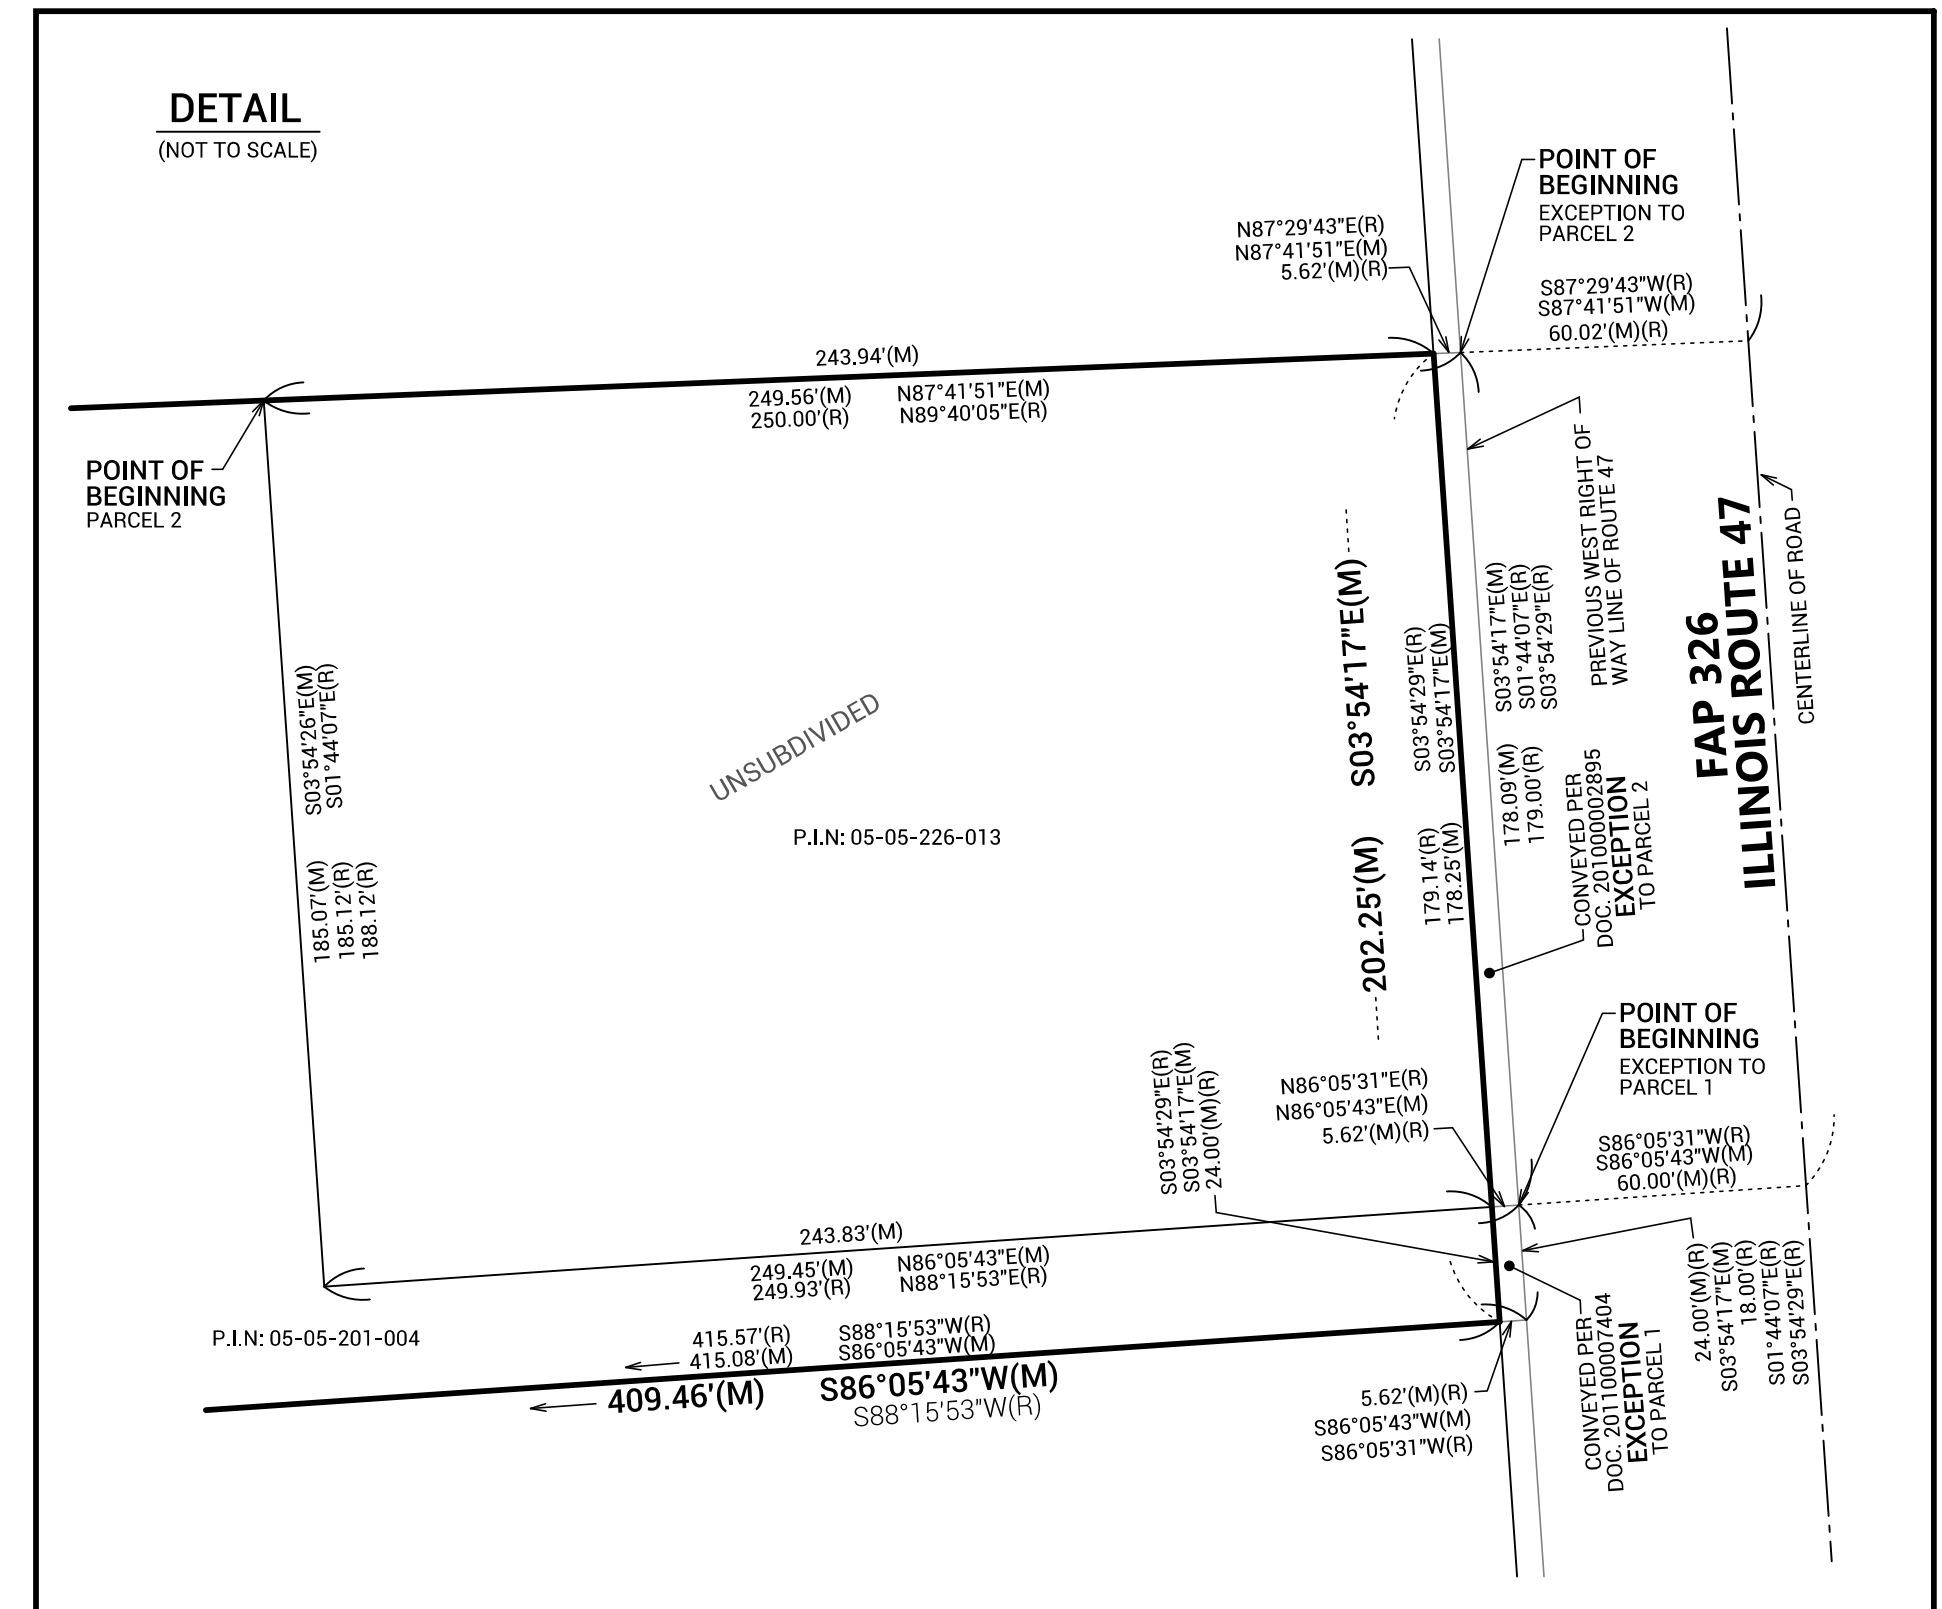 DETAIL
(NOT TO SCALE)
POINT OF
BEGINNING
EXCEPTION TO
PARCEL 2
N87°29'43"E(R)
N87°41'51"E(M)
5.62'(M)(R)
S87°29'43"W(R)
S87°41'51"W(M)
60.02'(M)(R)
243.94'(M)
249.56'(M) N87°41'51"E(M)
250.00'(R) N89°40'05"E(R)
POINT OF
BEGINNING
PARCEL 2
PREVIOUS WEST RIGHT OF
WAY LINE OF ROUTE 47
FAP 326
ILLINOIS ROUTE 47
CENTERLINE OF ROAD
S03°54'26"E(M)
S01°44'07"E(R)
185.07'(M)
185.12'(R)
188.12'(R)
UNSUBDIVIDED
P.I.N: 05-05-226-013
202.25'(M) S03°54'17"E(M)
S03°54'29"E(R)
S03°54'17"E(M)
179.14'(R)
178.25'(M)
S03°54'17"E(M)
S01°44'07"E(R)
S03°54'29"E(R)
178.09'(M)
179.00'(R)
CONVEYED PER
DOC. 201000002895
EXCEPTION
TO PARCEL 2
POINT OF
BEGINNING
EXCEPTION TO
PARCEL 1
S03°54'29"E(R)
S03°54'17"E(M)
24.00'(M)(R)
N86°05'31"E(R)
N86°05'43"E(M)
5.62'(M)(R)
S86°05'31"W(R)
S86°05'43"W(M)
60.00'(M)(R)
243.83'(M)
249.45'(M) N86°05'43"E(M)
249.93'(R) N88°15'53"E(R)
P.I.N: 05-05-201-004
415.57'(R) S88°15'53"W(R)
415.08'(M) S86°05'43"W(M)
409.46'(M) S86°05'43"W(M)
S88°15'53"W(R)
5.62'(M)(R)
S86°05'43"W(M)
S86°05'31"W(R)
CONVEYED PER
DOC. 201100007404
EXCEPTION
TO PARCEL 1
24.00'(M)(R)
S03°54'17"E(M)
18.00'(R)
S01°44'07"E(R)
S03°54'29"E(R)